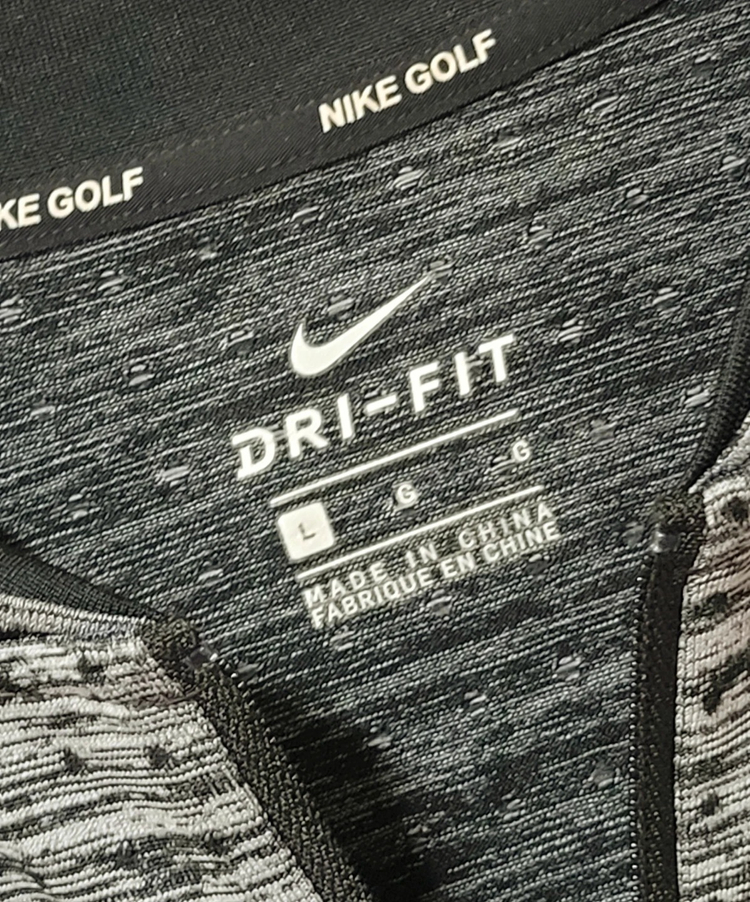 NIKE GOLF
KE GOLF
DRI-FIT
L G G
MADE IN CHINA
FABRIQUE EN CHINE